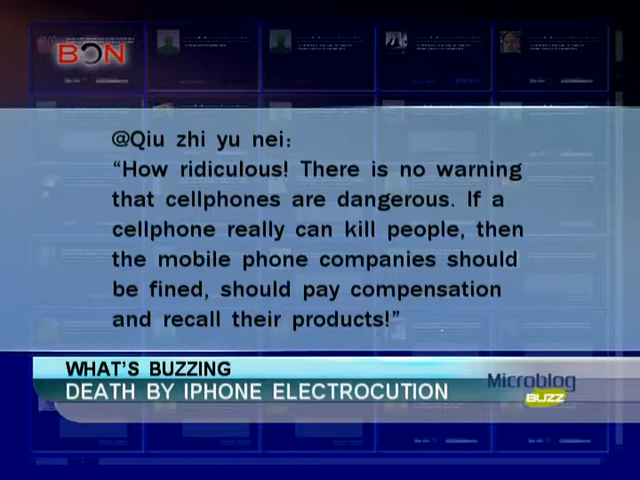 BON
@Qiu zhi yu nei:
“How ridiculous! There is no warning
that cellphones are dangerous. If a
cellphone really can kill people, then
the mobile phone companies should
be fined, should pay compensation
and recall their products!”
WHAT'S BUZZING
DEATH BY IPHONE ELECTROCUTION
Microblog
BUZZ